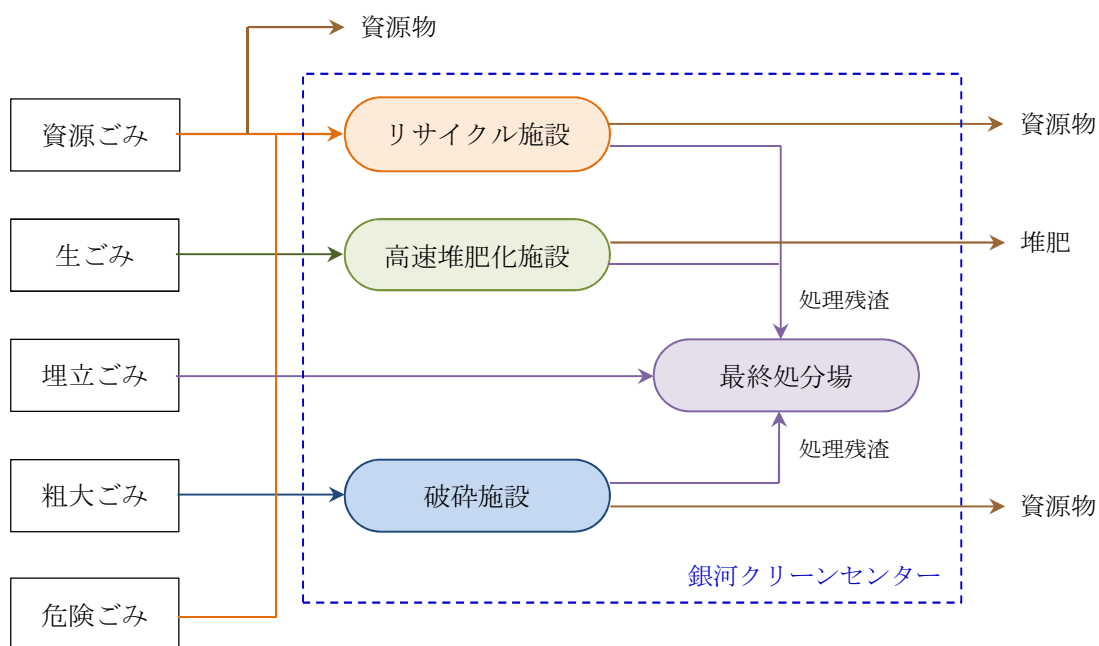 資源物
資源ごみ
リサイクル施設
資源物
生ごみ
高速堆肥化施設
堆肥
処理残渣
埋立ごみ
最終処分場
処理残渣
粗大ごみ
破砕施設
資源物
銀河クリーンセンター
危険ごみ